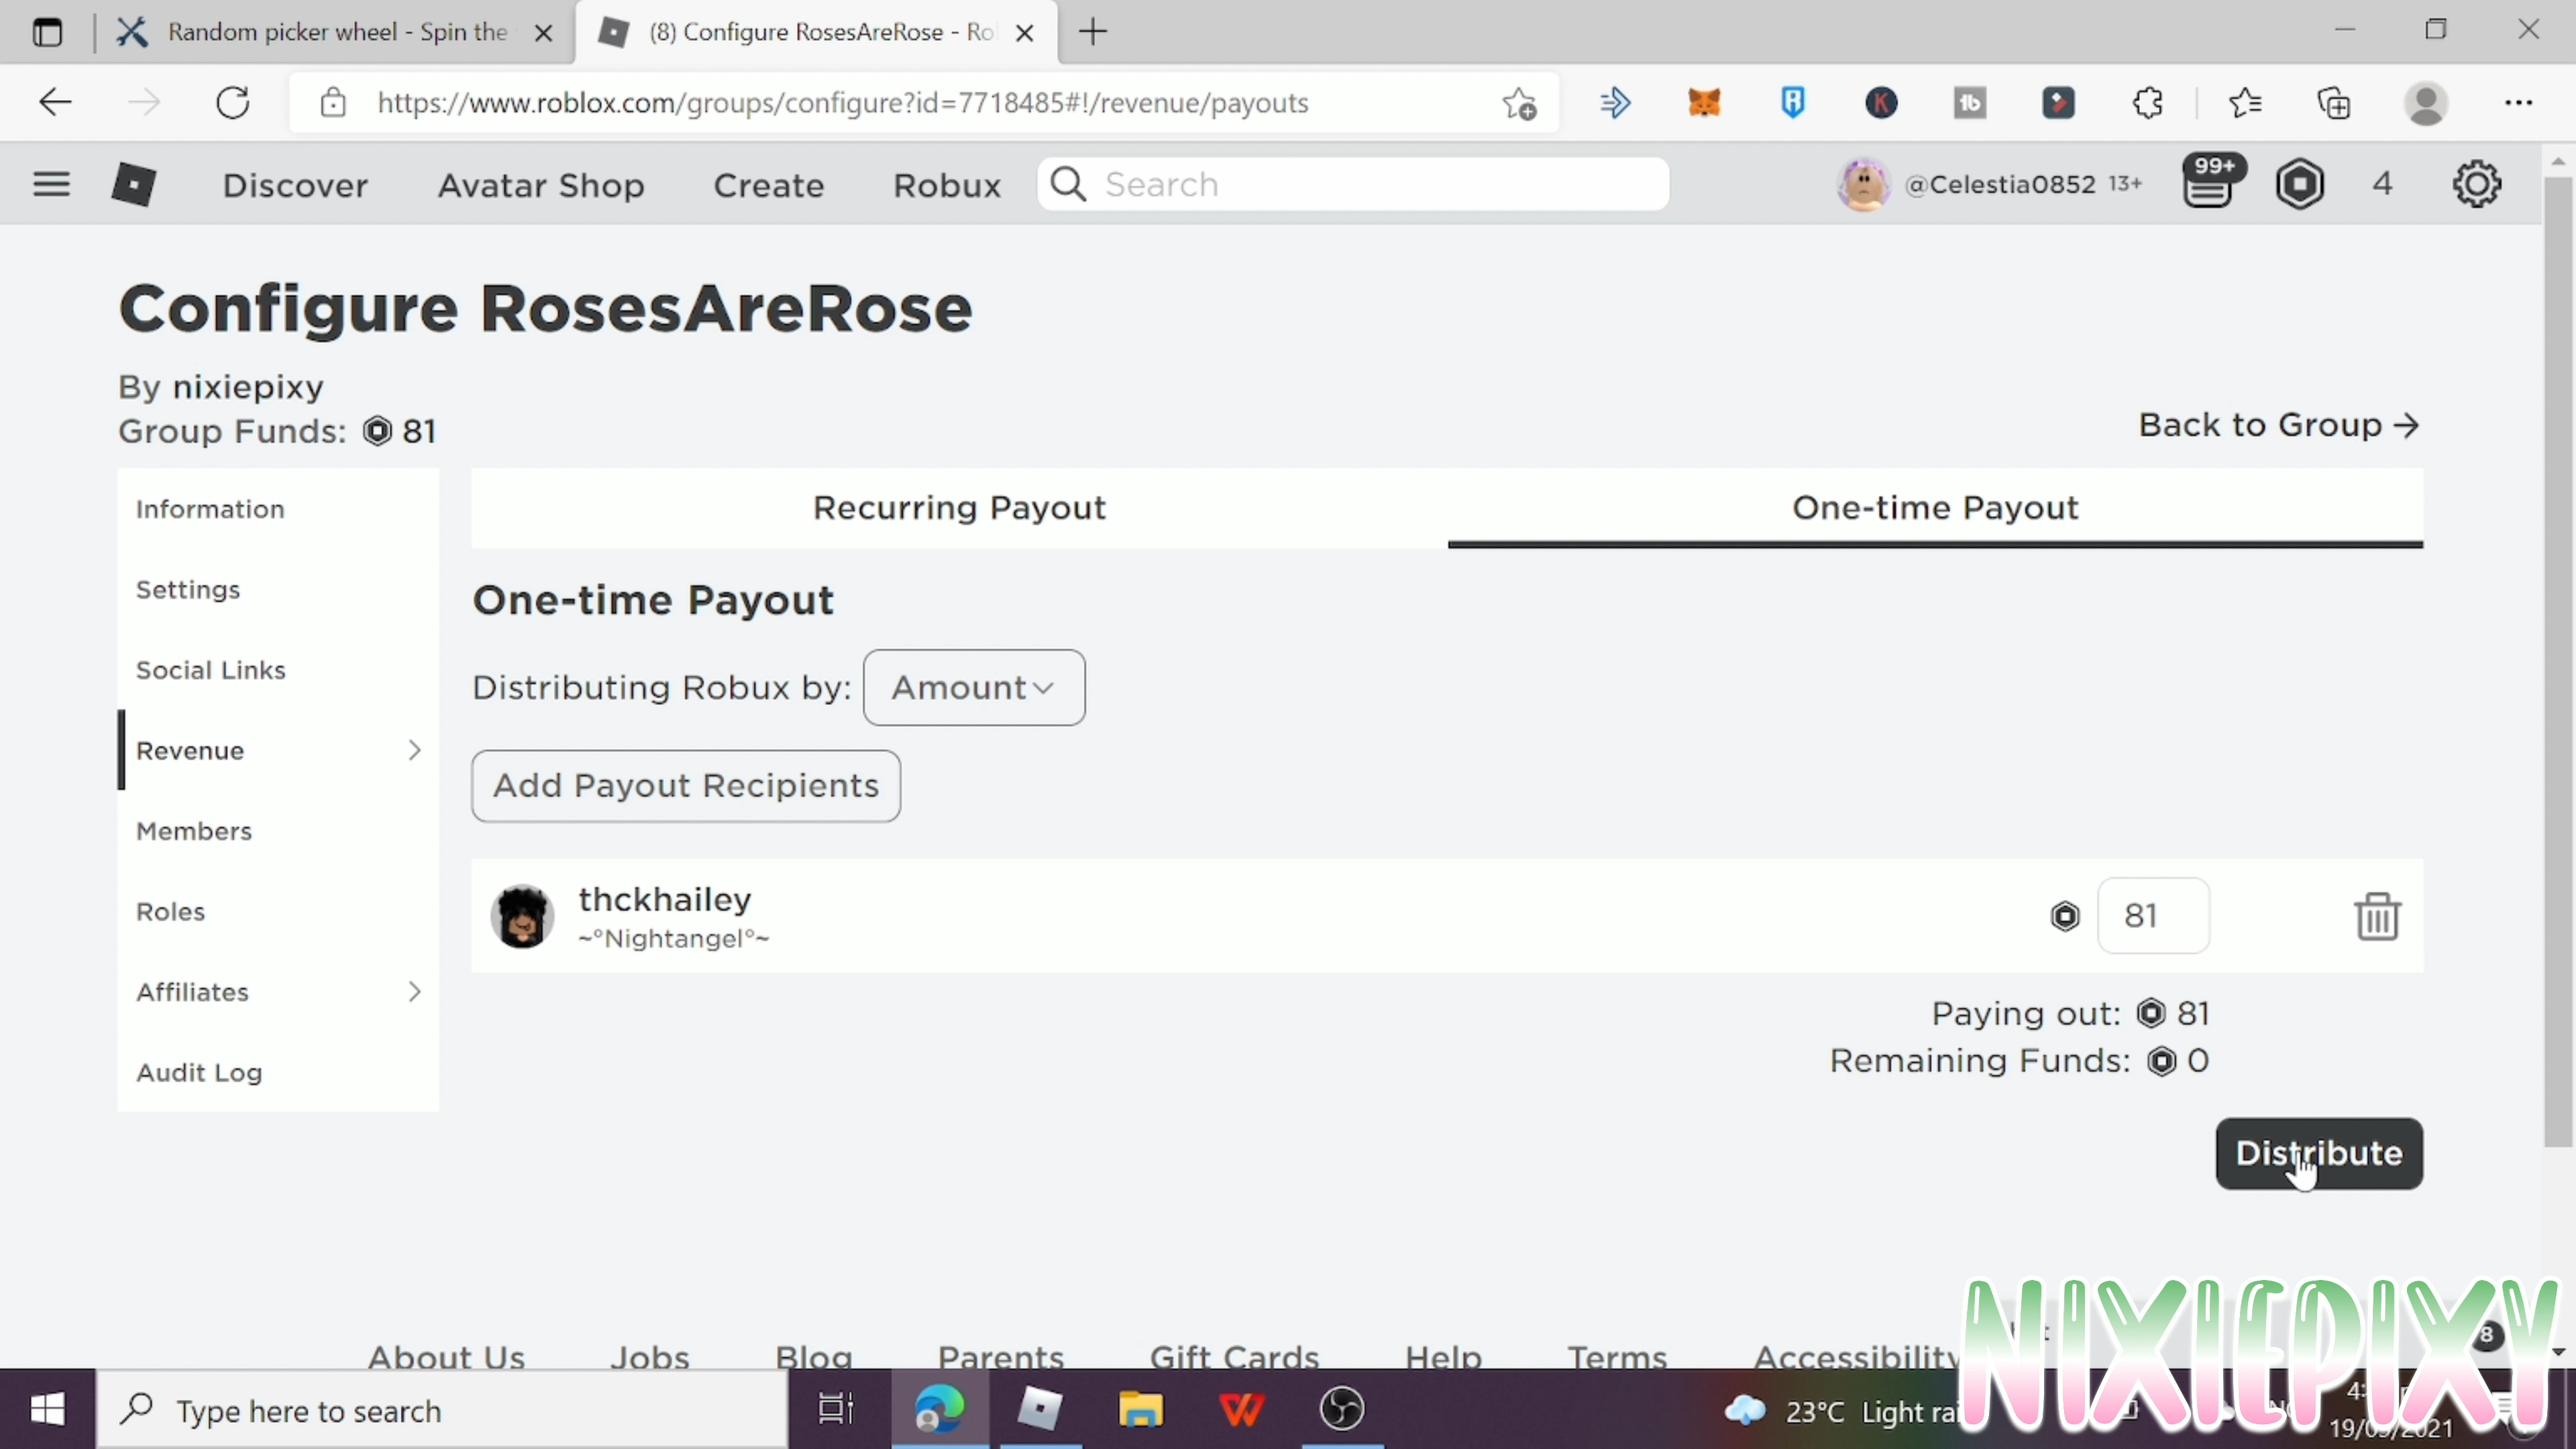 Random picker wheel - Spin the
(8) Configure RosesAreRose - Ro
https://www.roblox.com/groups/configure?id=7718485#!/revenue/payouts
Discover
Avatar Shop
Create
Robux
Search
@Celestia0852 13+
99+
4
Configure RosesAreRose
By nixiepixy
Group Funds: 81
Back to Group →
Information
Settings
Social Links
Revenue
Members
Roles
Affiliates
Audit Log
Recurring Payout
One-time Payout
One-time Payout
Distributing Robux by: Amount
Add Payout Recipients
thckhailey
~°Nightangel°~
81
Paying out: 81
Remaining Funds: 0
Distribute
About Us
Jobs
Blog
Parents
Gift Cards
Help
Terms
Accessibility
8
NIXIEPIXY
Type here to search
23°C Light